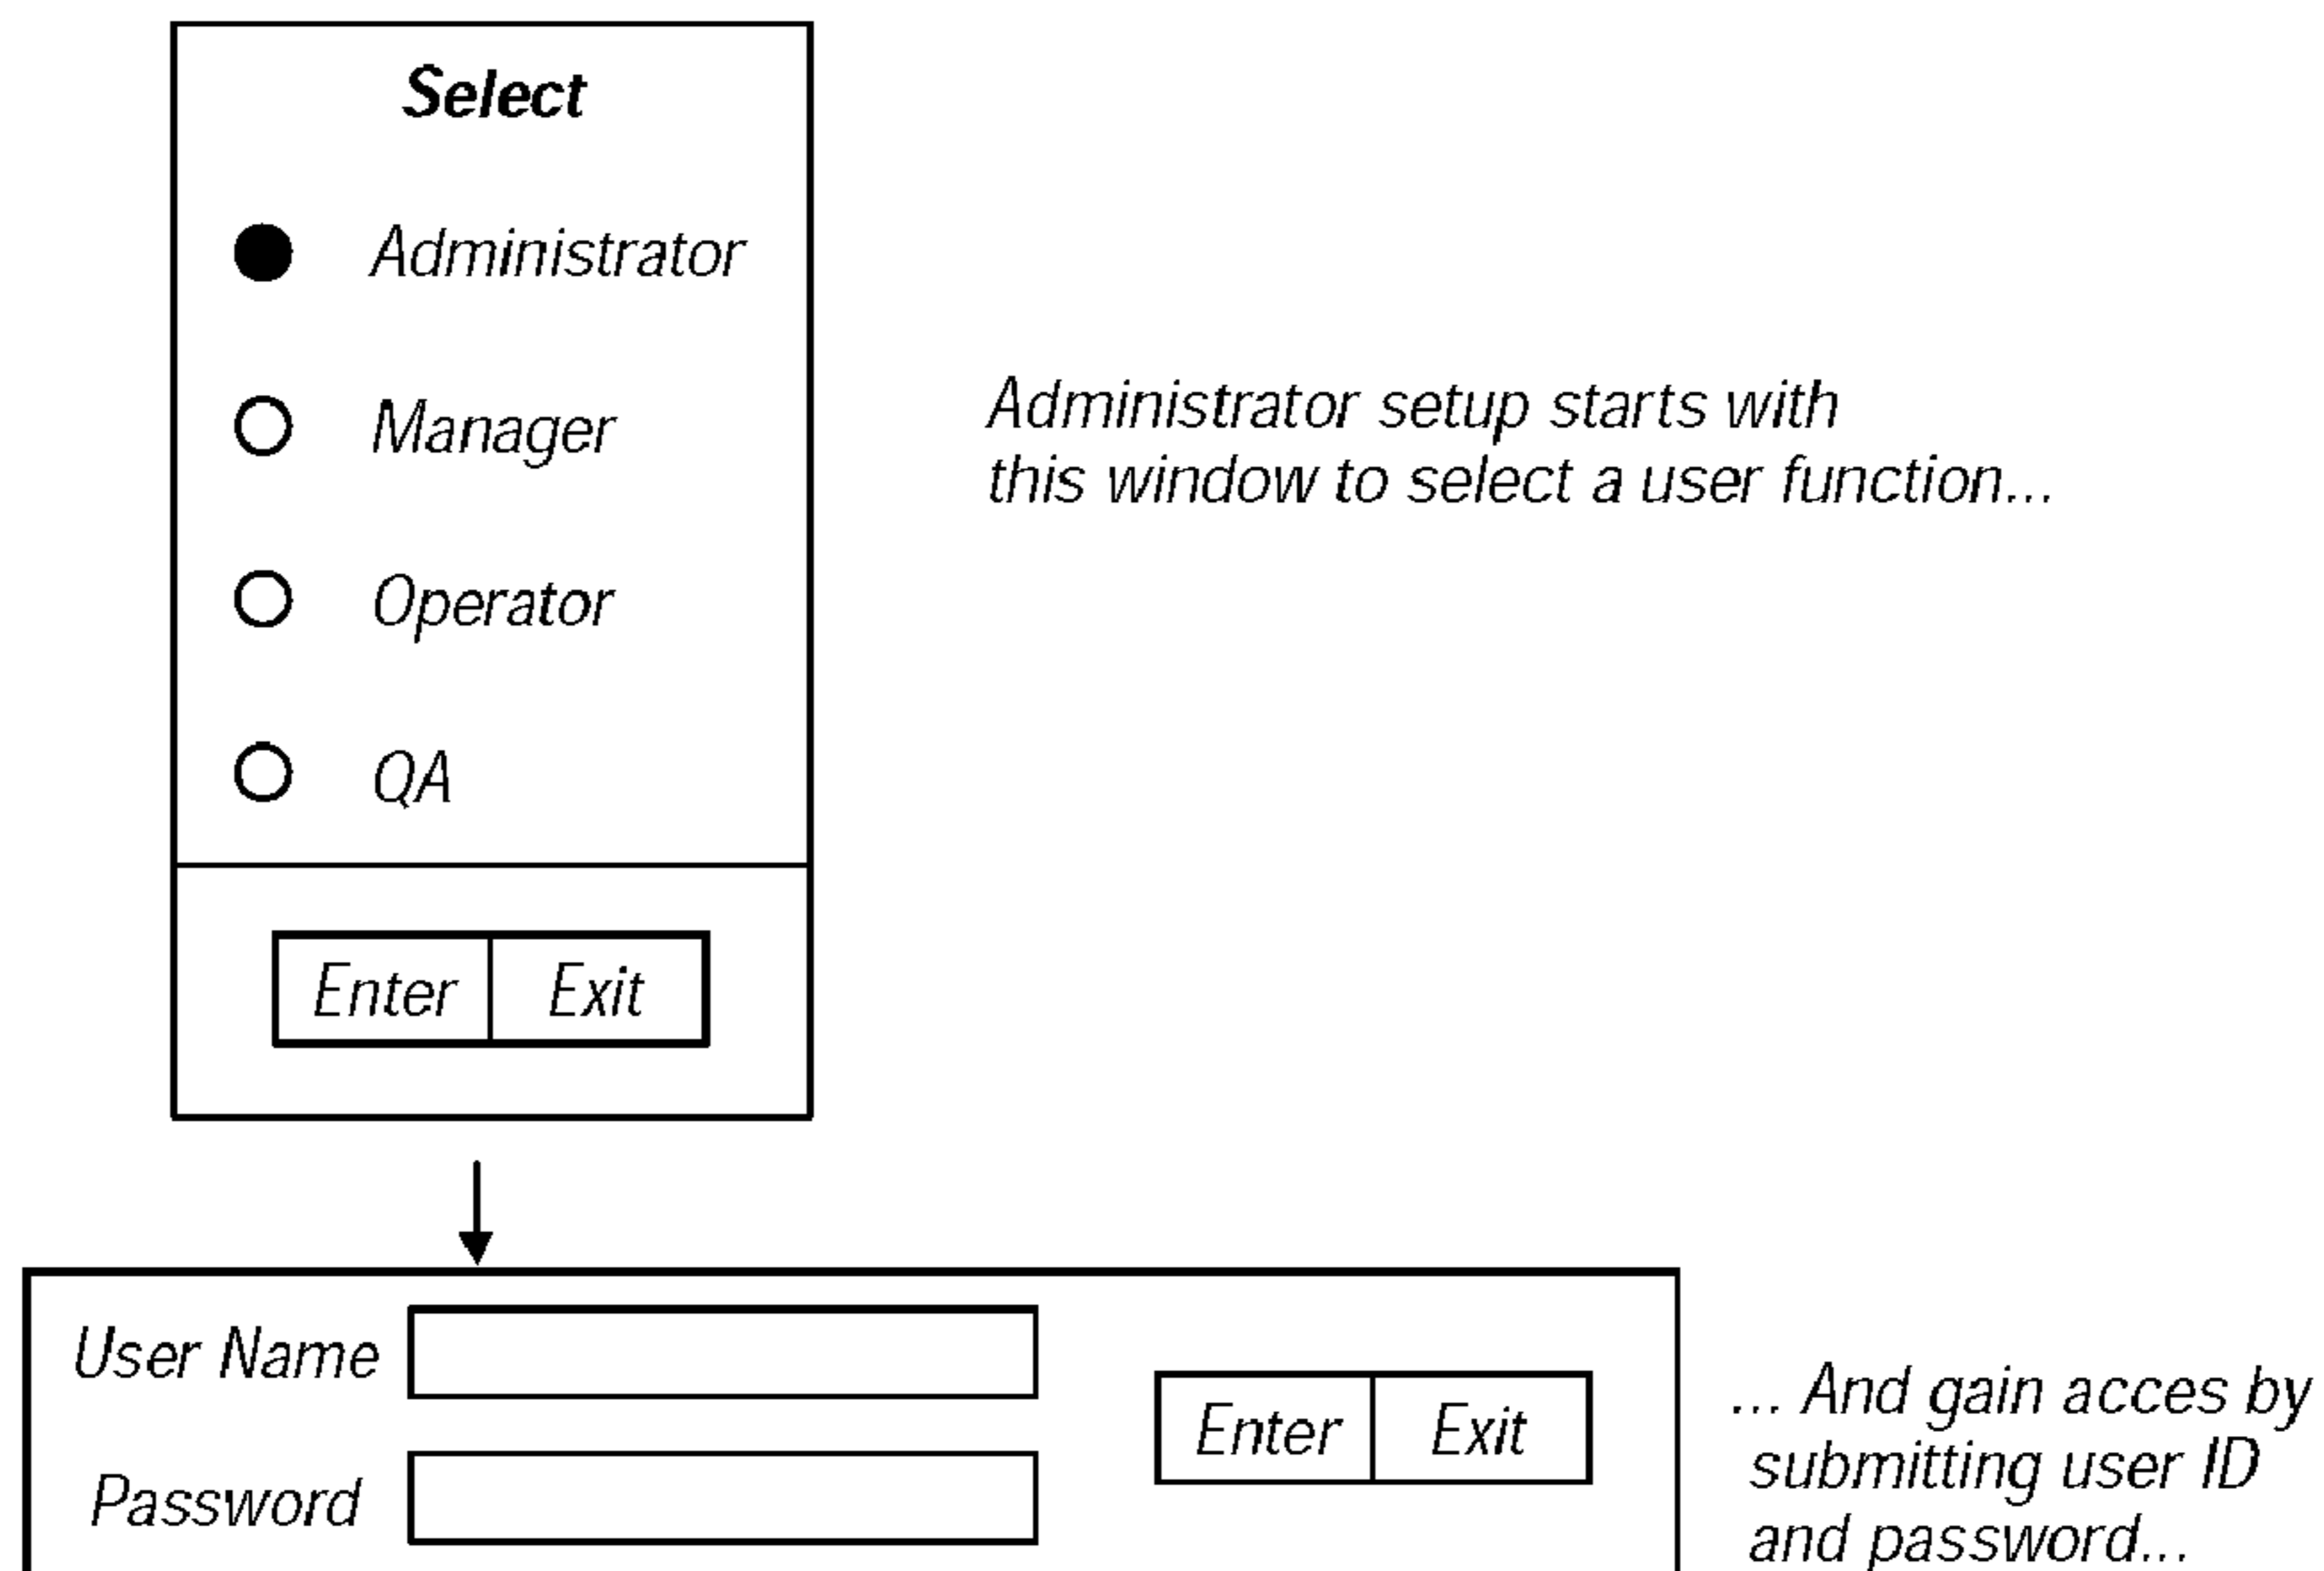 Select
Administrator
Manager
Operator
QA
Enter Exit
Administrator setup starts with
this window to select a user function...
User Name
Password
Enter Exit
... And gain acces by
submitting user ID
and password...